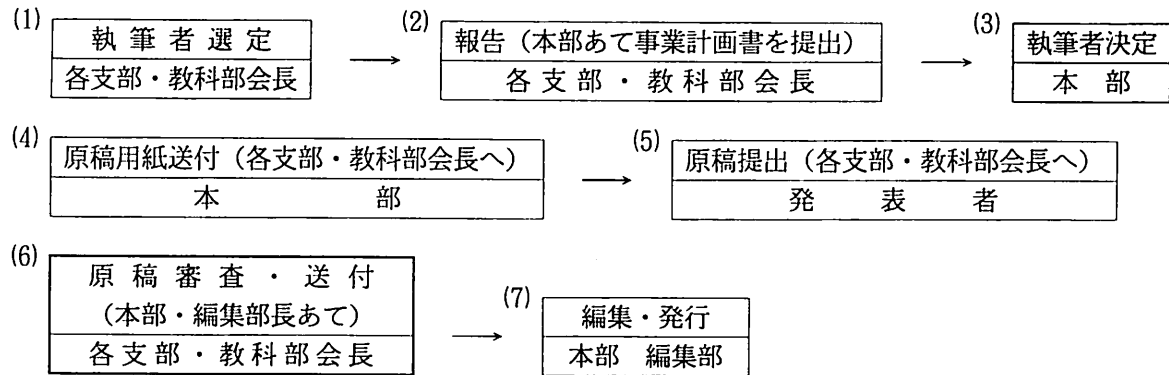 (1)
執筆者選定
各支部・教科部会長
(2)
報告（本部あて事業計画書を提出）
各支部・教科部会長
(3)
執筆者決定
本部
(4)
原稿用紙送付（各支部・教科部会長へ）
本部
(5)
原稿提出（各支部・教科部会長へ）
発表者
(6)
原稿審査・送付
（本部・編集部長あて）
各支部・教科部会長
(7)
編集・発行
本部 編集部